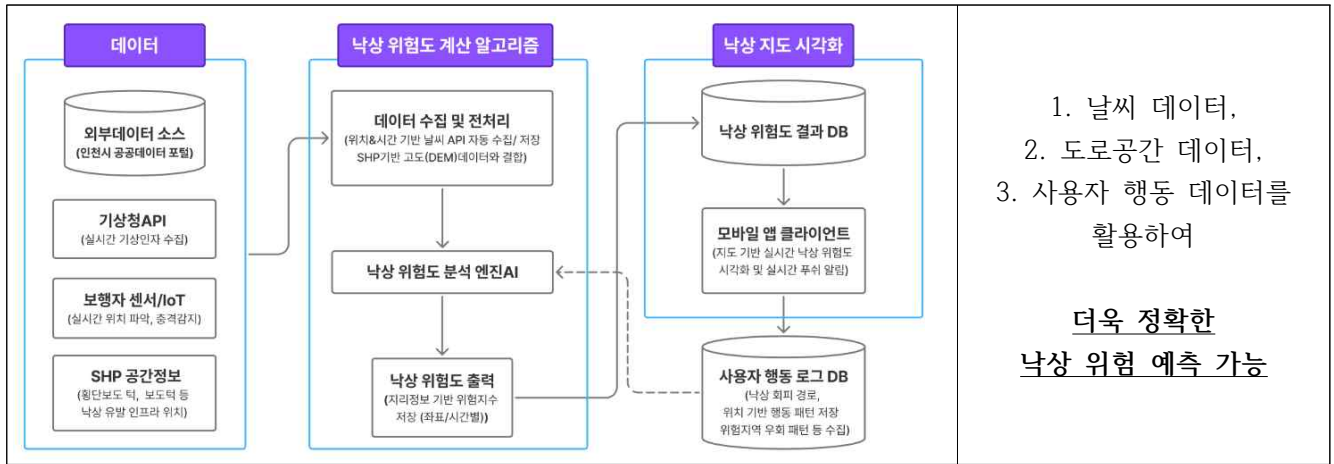 데이터
외부데이터 소스
(인천시 공공데이터 포털)
기상청API
(실시간 기상인자 수집)
보행자 센서/IoT
(실시간 위치 파악, 충격감지)
SHP 공간정보
(횡단보도 턱, 보도턱 등
낙상 유발 인프라 위치)
낙상 위험도 계산 알고리즘
데이터 수집 및 전처리
(위치&시간 기반 날씨 API 자동 수집/ 저장
SHP기반 고도(DEM)데이터와 결합)
낙상 위험도 분석 엔진AI
낙상 위험도 출력
(지리정보 기반 위험지수
저장 (좌표/시간별))
낙상 지도 시각화
낙상 위험도 결과 DB
모바일 앱 클라이언트
(지도 기반 실시간 낙상 위험도
시각화 및 실시간 푸쉬 알림)
사용자 행동 로그 DB
(낙상 회피 경로,
위치 기반 행동 패턴 저장
위험지역 우회 패턴 등 수집)
1. 날씨 데이터,
2. 도로공간 데이터,
3. 사용자 행동 데이터를
활용하여
더욱 정확한
낙상 위험 예측 가능